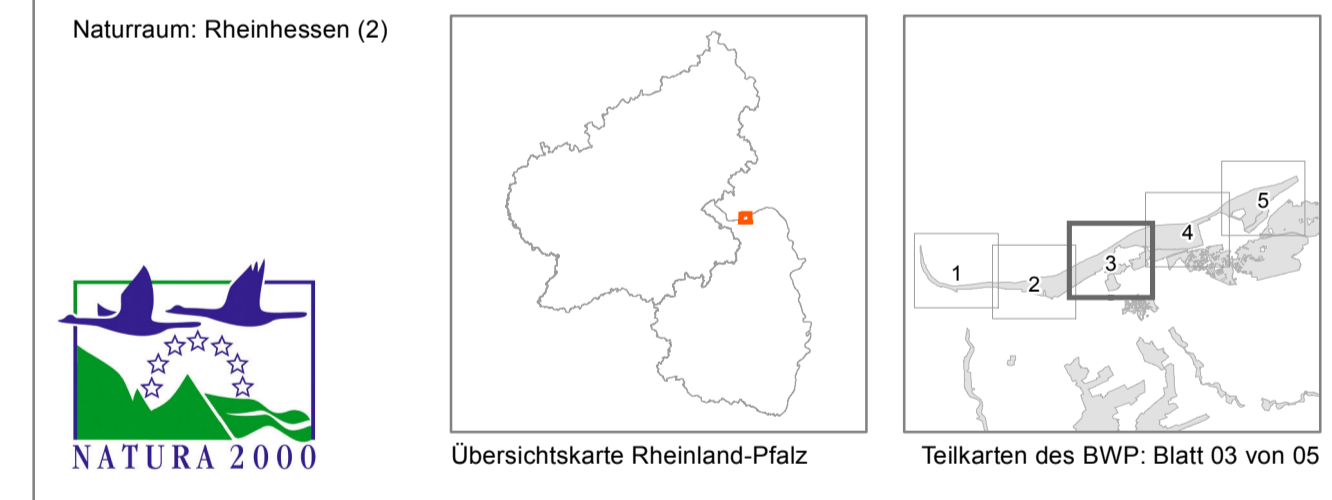 Naturraum: Rheinhessen (2)
NATURA 2000
Übersichtskarte Rheinland-Pfalz
1
2
3
4
5
Teilkarten des BWP: Blatt 03 von 05